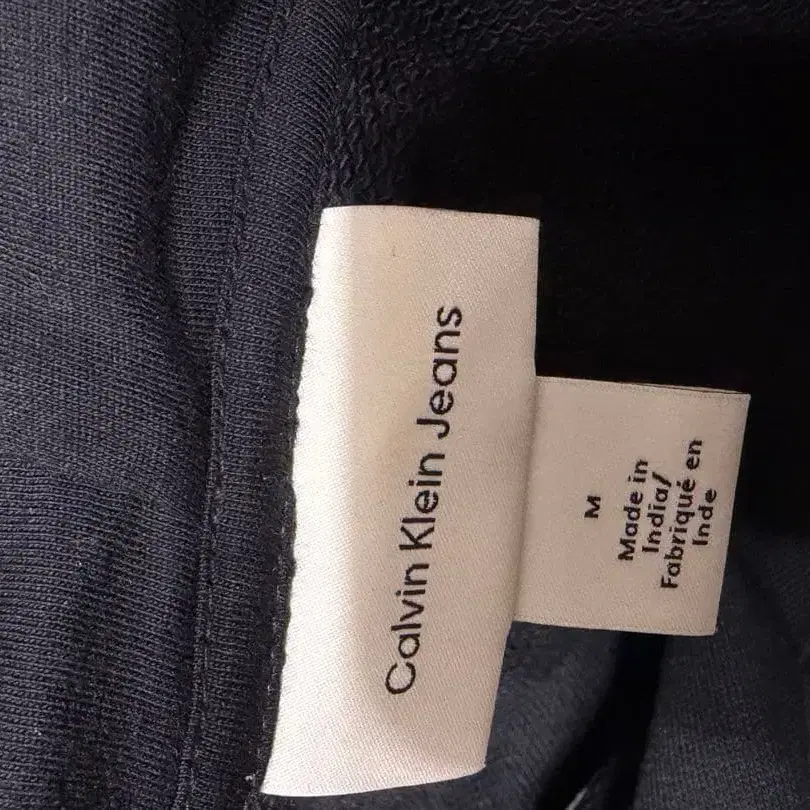 Calvin Klein Jeans
M
Made in
India/
Fabriqué en
Inde